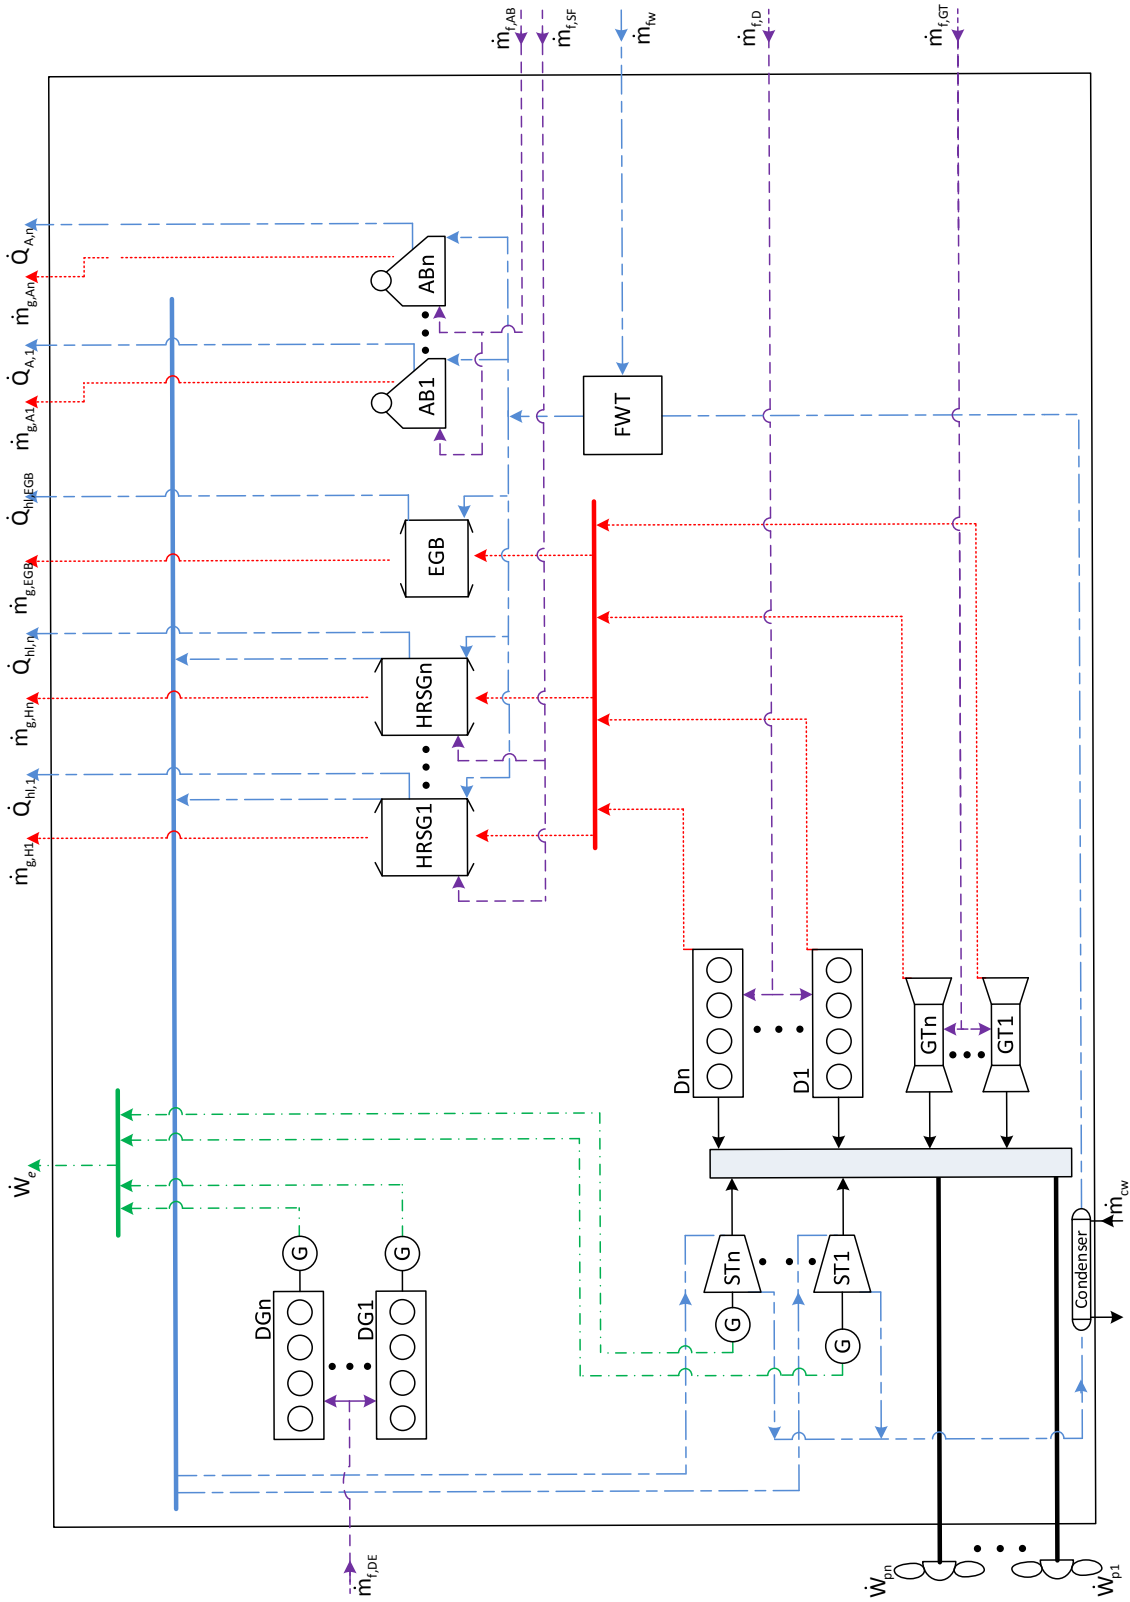 Ẇe
ṁg,H1
Q̇hl,1
ṁg,Hn
Q̇hl,n
ṁg,EGB
Q̇hl,EGB
ṁg,A1
Q̇A,1
ṁg,An
Q̇A,n
DGn
G
ṁf,DE
DG1
G
HRSG1
HRSGn
EGB
AB1
ABn
ṁf,AB
ṁf,SF
FWT
ṁfw
Dn
G
STn
ṁf,D
D1
G
ST1
Ẇpn
GTn
ṁf,GT
GT1
Condenser
Ẇp1
ṁcw